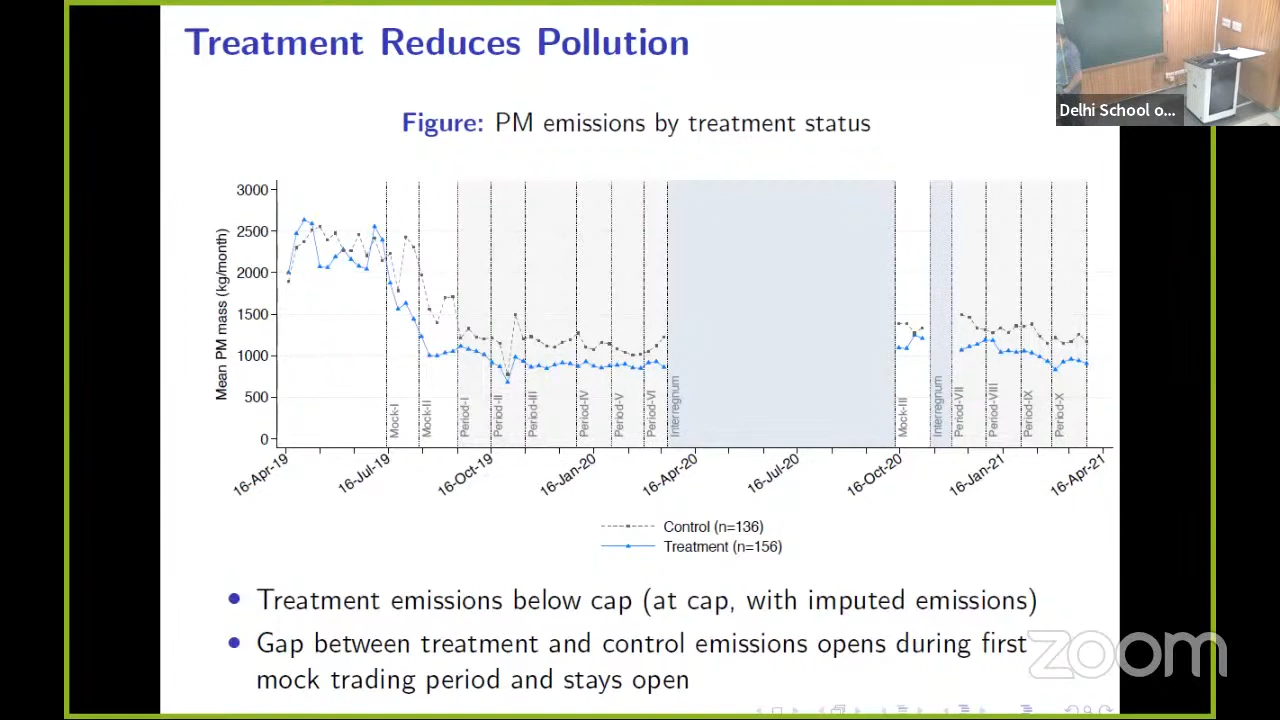 Treatment Reduces Pollution
Delhi School o...
Figure: PM emissions by treatment status
Mean PM mass (kg/month)
3000
2500
2000
1500
1000
500
0
Mock-I
Mock-II
Period-I
Period-II
Period-III
Period-IV
Period-V
Period-VI
Interregnum
Mock-III
Interregnum
Period-VII
Period-VIII
Period-IX
Period-X
16-Apr-19
16-Jul-19
16-Oct-19
16-Jan-20
16-Apr-20
16-Jul-20
16-Oct-20
16-Jan-21
16-Apr-21
Control (n=136)
Treatment (n=156)
• Treatment emissions below cap (at cap, with imputed emissions)
• Gap between treatment and control emissions opens during first
mock trading period and stays open
zoom